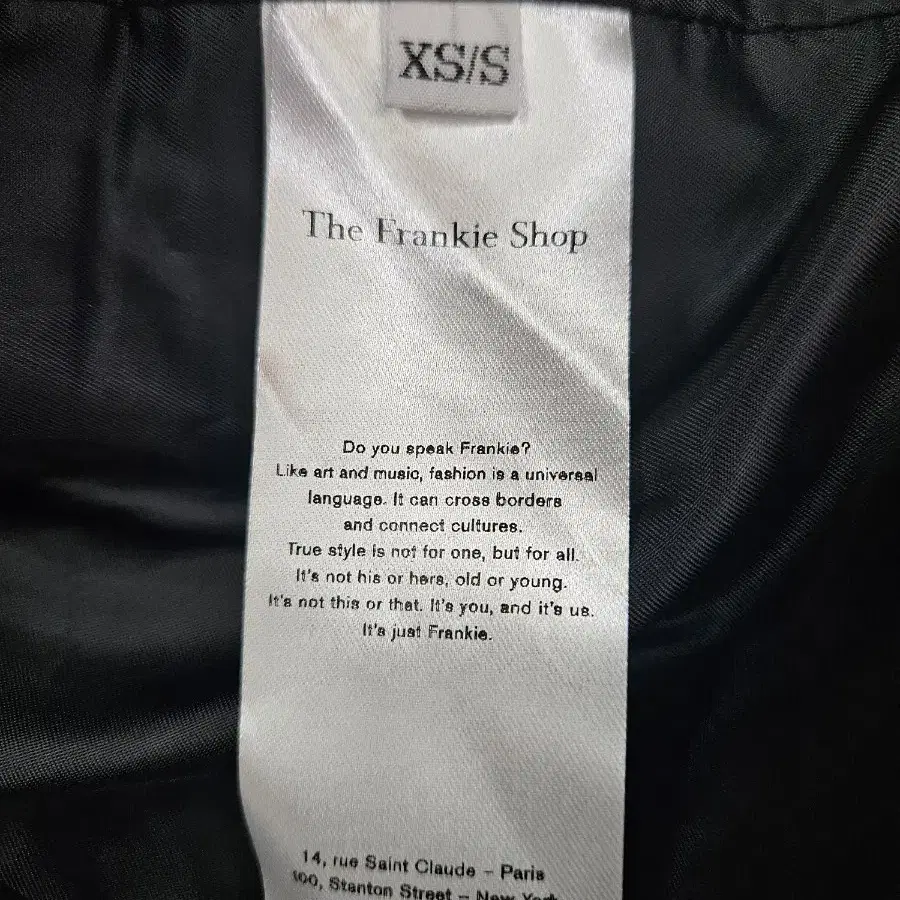 XS/S
The Frankie Shop
Do you speak Frankie?
Like art and music, fashion is a universal
language. It can cross borders
and connect cultures.
True style is not for one, but for all.
It's not his or hers, old or young.
It's not this or that. It's you, and it's us.
It's just Frankie.
14, rue Saint Claude – Paris
100, Stanton Street – New York